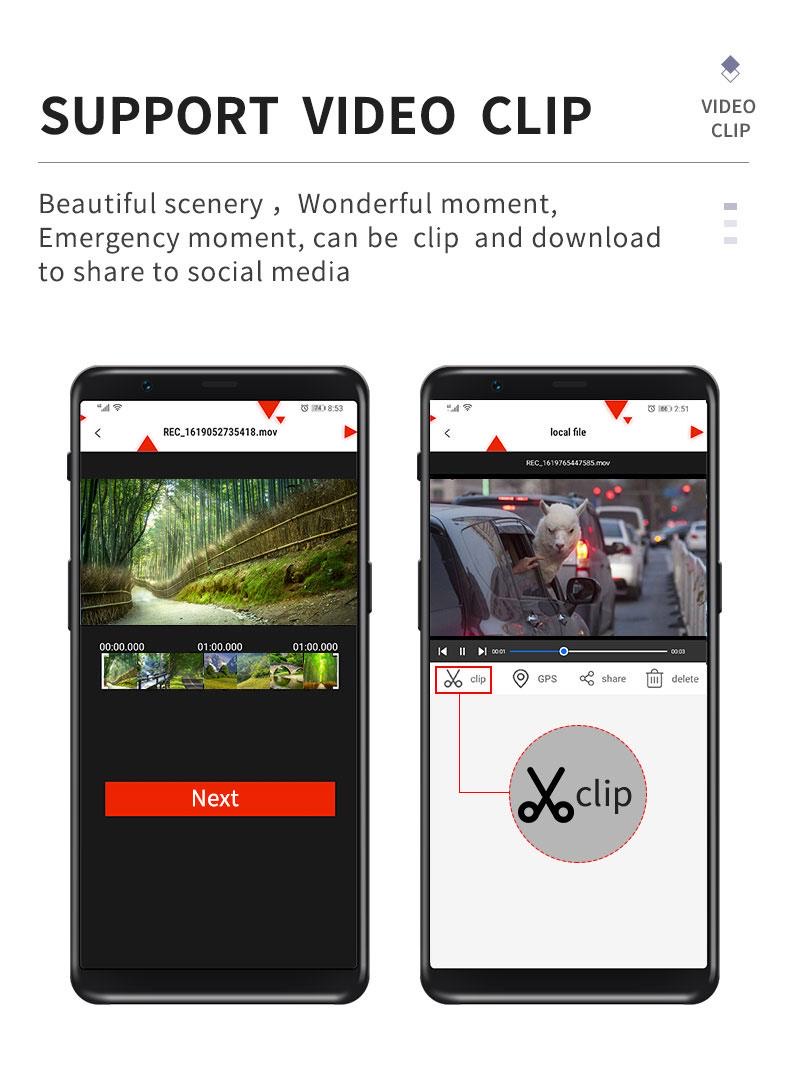 SUPPORT VIDEO CLIP
VIDEO
CLIP
Beautiful scenery ，Wonderful moment,
Emergency moment, can be clip and download
to share to social media
8:53
REC_1619052735418.mov
00:00.000 01:00.000 01:00.000
Next
2:51
local file
REC_1619765447585.mov
00:01 00:03
clip GPS share delete
clip